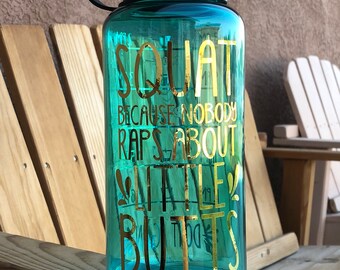 SQUAT
BECAUSE NOBODY
RAPS ABOUT
LITTLE
BUTTS